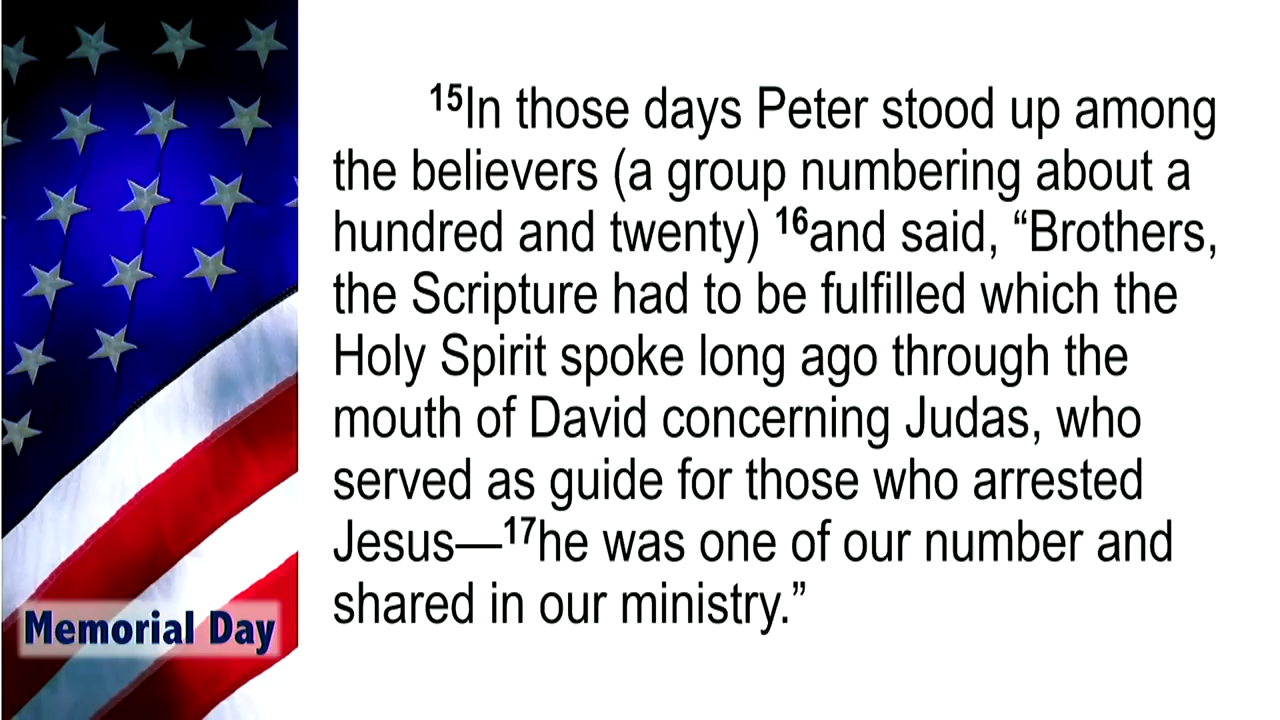 ¹⁵In those days Peter stood up among
the believers (a group numbering about a
hundred and twenty) ¹⁶and said, “Brothers,
the Scripture had to be fulfilled which the
Holy Spirit spoke long ago through the
mouth of David concerning Judas, who
served as guide for those who arrested
Jesus—¹⁷he was one of our number and
shared in our ministry.”
Memorial Day